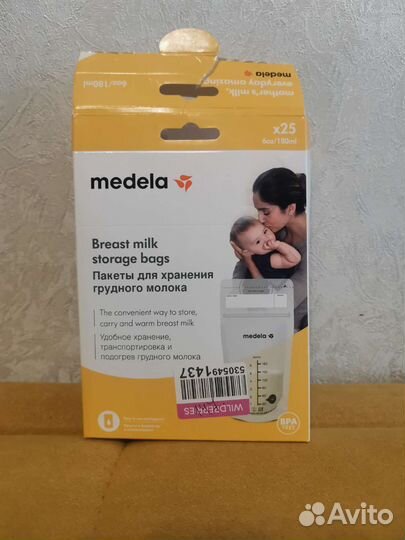 6oz/180ml
mother's milk,
everyday amazing
medela
x25
6oz/180ml
medela
Breast milk
storage bags
Пакеты для хранения
грудного молока
The convenient way to store,
carry and warm breast milk
Удобное хранение,
транспортировка и
подогрев грудного молока
medela
5305491437
WILDBERRIES
BPA
FREE
Avito